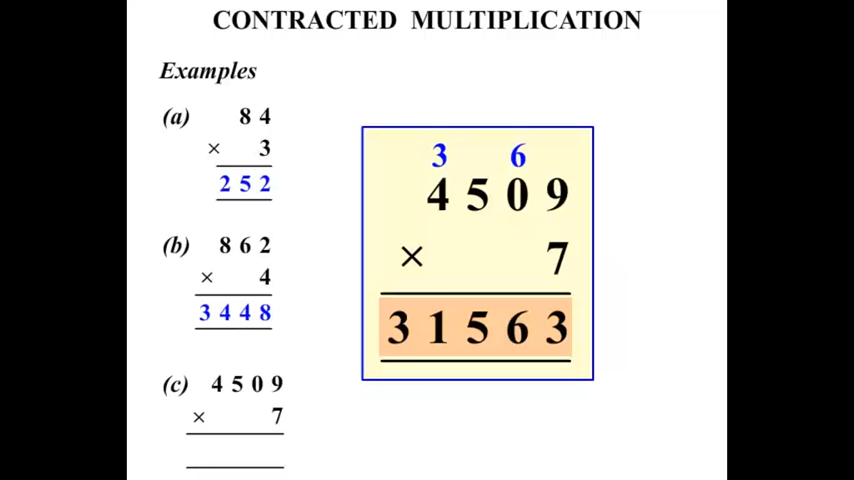 CONTRACTED MULTIPLICATION
Examples
(a) 8 4
× 3
2 5 2
(b) 8 6 2
× 4
3 4 4 8
(c) 4 5 0 9
× 7
3 6
4 5 0 9
× 7
3 1 5 6 3